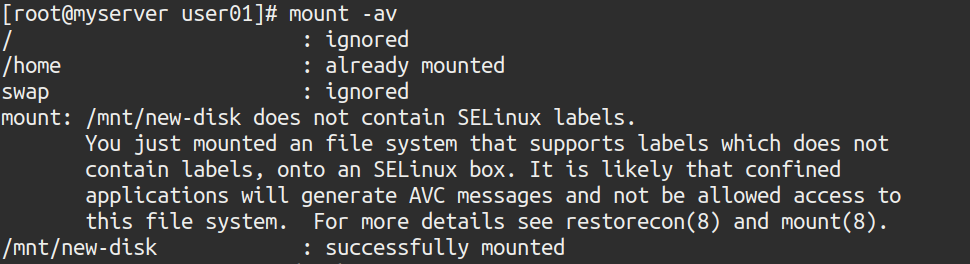 [root@myserver user01]# mount -av
/                        : ignored
/home                    : already mounted
swap                     : ignored
mount: /mnt/new-disk does not contain SELinux labels.
       You just mounted an file system that supports labels which does not
       contain labels, onto an SELinux box. It is likely that confined
       applications will generate AVC messages and not be allowed access to
       this file system.  For more details see restorecon(8) and mount(8).
/mnt/new-disk            : successfully mounted